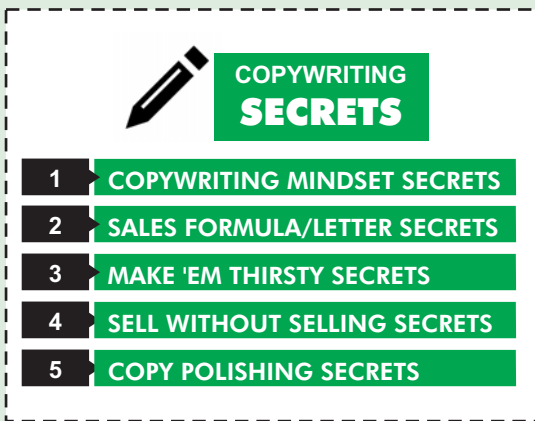 COPYWRITING
SECRETS
1 COPYWRITING MINDSET SECRETS
2 SALES FORMULA/LETTER SECRETS
3 MAKE 'EM THIRSTY SECRETS
4 SELL WITHOUT SELLING SECRETS
5 COPY POLISHING SECRETS